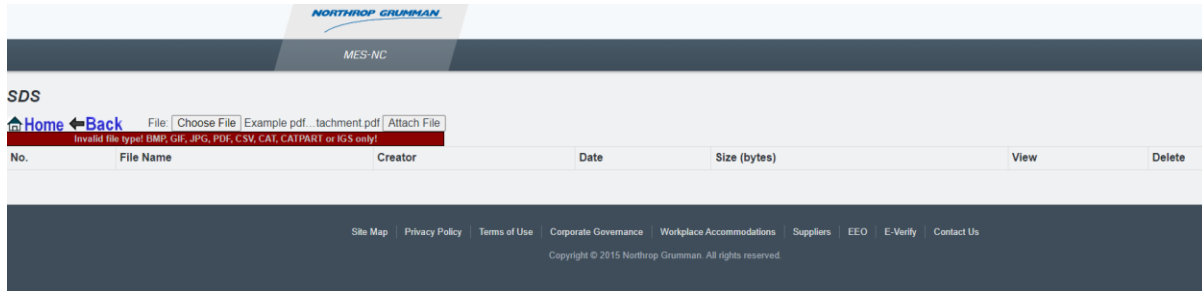 NORTHROP GRUMMAN
MES-NC
SDS
Home Back File: Choose File Example pdf...tachment.pdf Attach File
Invalid file type! BMP, GIF, JPG, PDF, CSV, CAT, CATPART or IGS only!
No. File Name Creator Date Size (bytes) View Delete
Site Map Privacy Policy Terms of Use Corporate Governance Workplace Accommodations Suppliers EEO E-Verify Contact Us
Copyright © 2015 Northrop Grumman. All rights reserved.